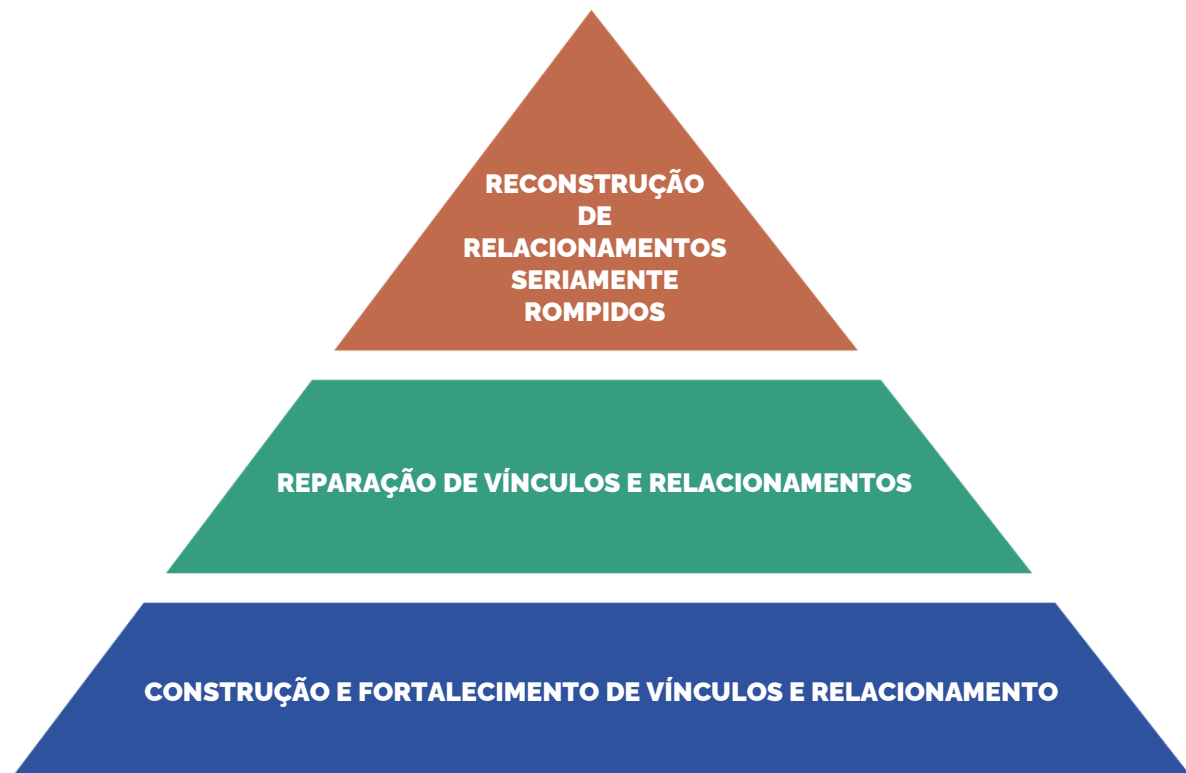 RECONSTRUÇÃO
DE
RELACIONAMENTOS
SERIAMENTE
ROMPIDOS
REPARAÇÃO DE VÍNCULOS E RELACIONAMENTOS
CONSTRUÇÃO E FORTALECIMENTO DE VÍNCULOS E RELACIONAMENTO